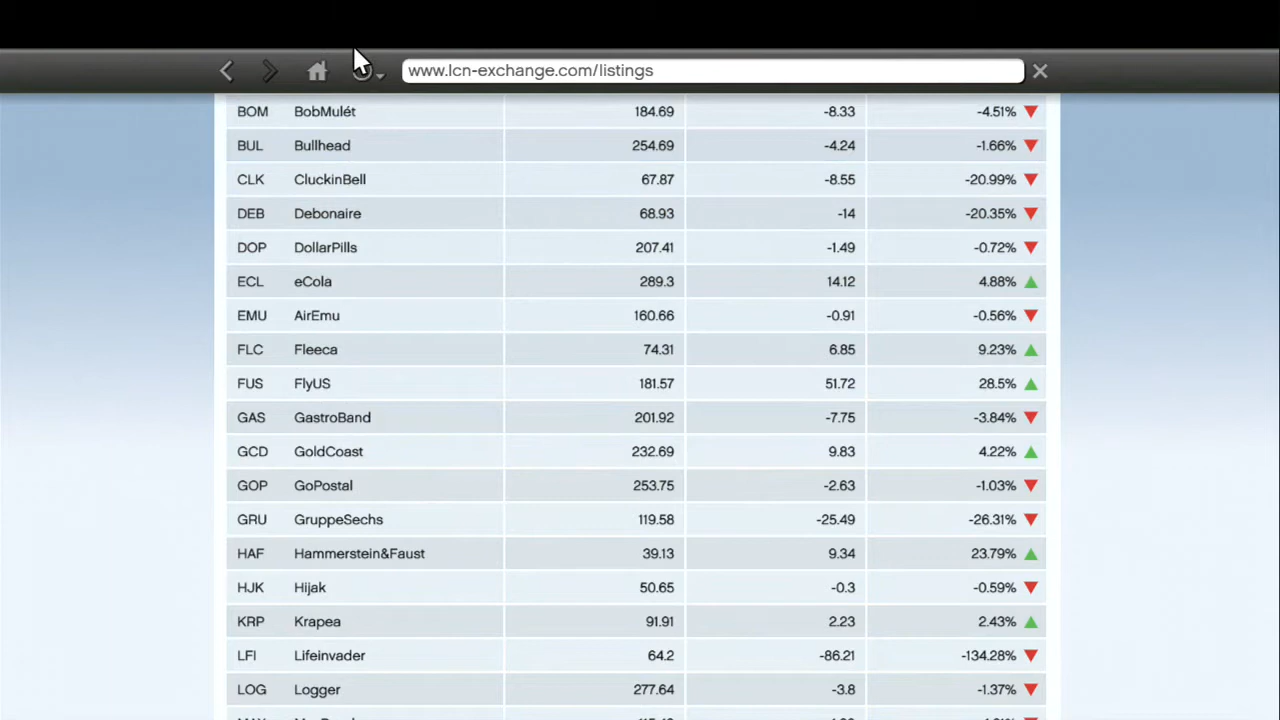 www.lcn-exchange.com/listings
BOM BobMulét 184.69 -8.33 -4.51%
BUL Bullhead 254.69 -4.24 -1.66%
CLK CluckinBell 67.87 -8.55 -20.99%
DEB Debonaire 68.93 -14 -20.35%
DOP DollarPills 207.41 -1.49 -0.72%
ECL eCola 289.3 14.12 4.88%
EMU AirEmu 160.66 -0.91 -0.56%
FLC Fleeca 74.31 6.85 9.23%
FUS FlyUS 181.57 51.72 28.5%
GAS GastroBand 201.92 -7.75 -3.84%
GCD GoldCoast 232.69 9.83 4.22%
GOP GoPostal 253.75 -2.63 -1.03%
GRU GruppeSechs 119.58 -25.49 -26.31%
HAF Hammerstein&Faust 39.13 9.34 23.79%
HJK Hijak 50.65 -0.3 -0.59%
KRP Krapea 91.91 2.23 2.43%
LFI Lifeinvader 64.2 -86.21 -134.28%
LOG Logger 277.64 -3.8 -1.37%